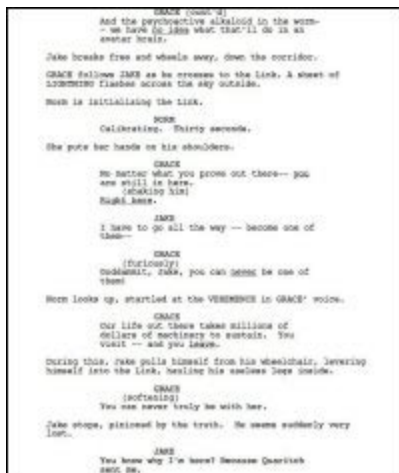 GRACE (cont'd)
And the psychoactive alkaloid in the worm-
- we have no idea what that'll do in an
avatar brain.
Jake breaks free and wheels away, down the corridor.
GRACE follows JAKE as he crosses to the Link. A sheet of
LIGHTNING flashes across the sky outside.
Norm is initialising the Link.
NORM
Calibrating. Thirty seconds.
She puts her hands on his shoulders.
GRACE
No matter what you prove out there-- you
are still in here.
(shaking him)
Right here.
JAKE
I have to go all the way -- become one of
them--
GRACE
(furiously)
Goddammit, Jake, you can never be one of
them!
Norm looks up, startled at the VEHEMENCE in GRACE' voice.
GRACE
Our life out there takes millions of
dollars of machinery to sustain. You
visit -- and you leave.
During this, Jake pulls himself from his wheelchair, levering
himself into the Link, hauling his useless legs inside.
GRACE
(softening)
You can never truly be with her.
Jake stops, pinioned by the truth. He seems suddenly very
lost.
JAKE
You know why I'm here? Because Quaritch
sent me.